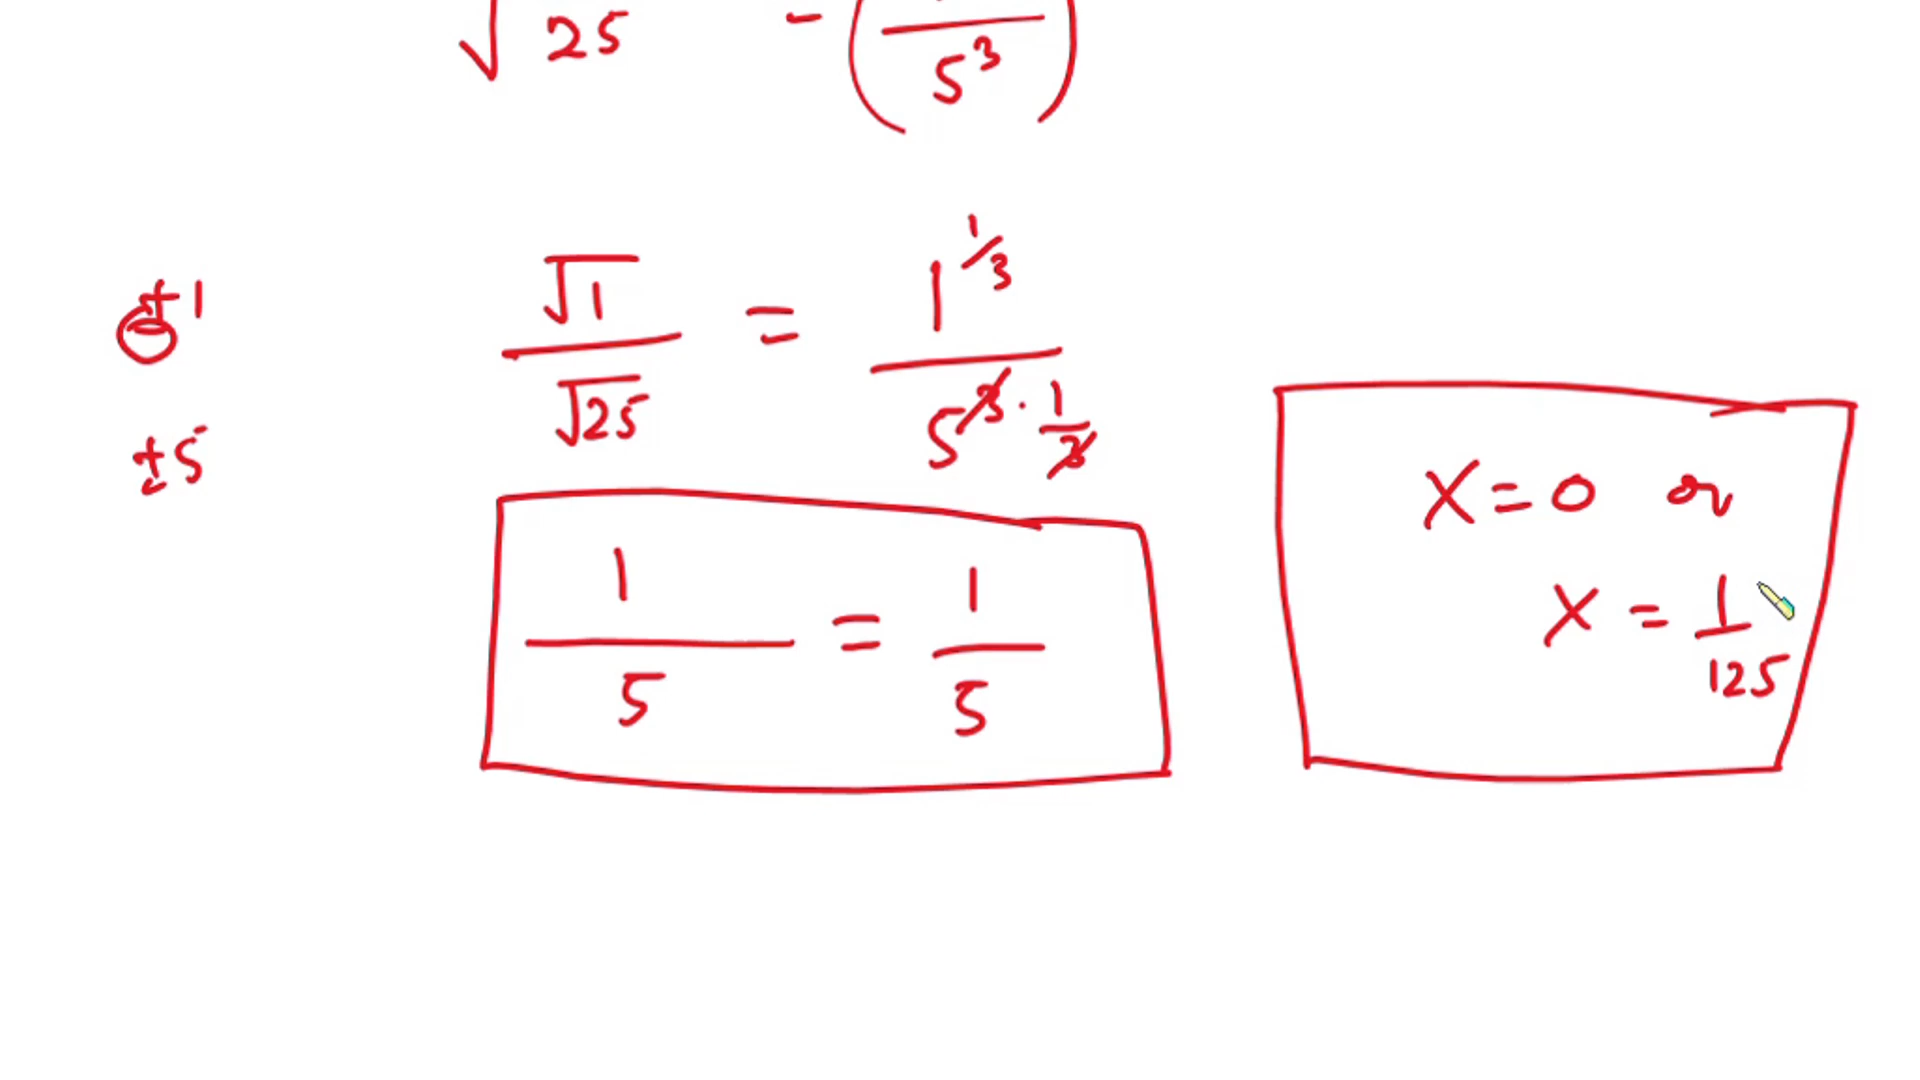 √25 = ( / 5³)
±1
√1/√25 = 1^(1/3)/5^(3·1/3)
±5
x = 0 or
1/5 = 1/5
x = 1/125